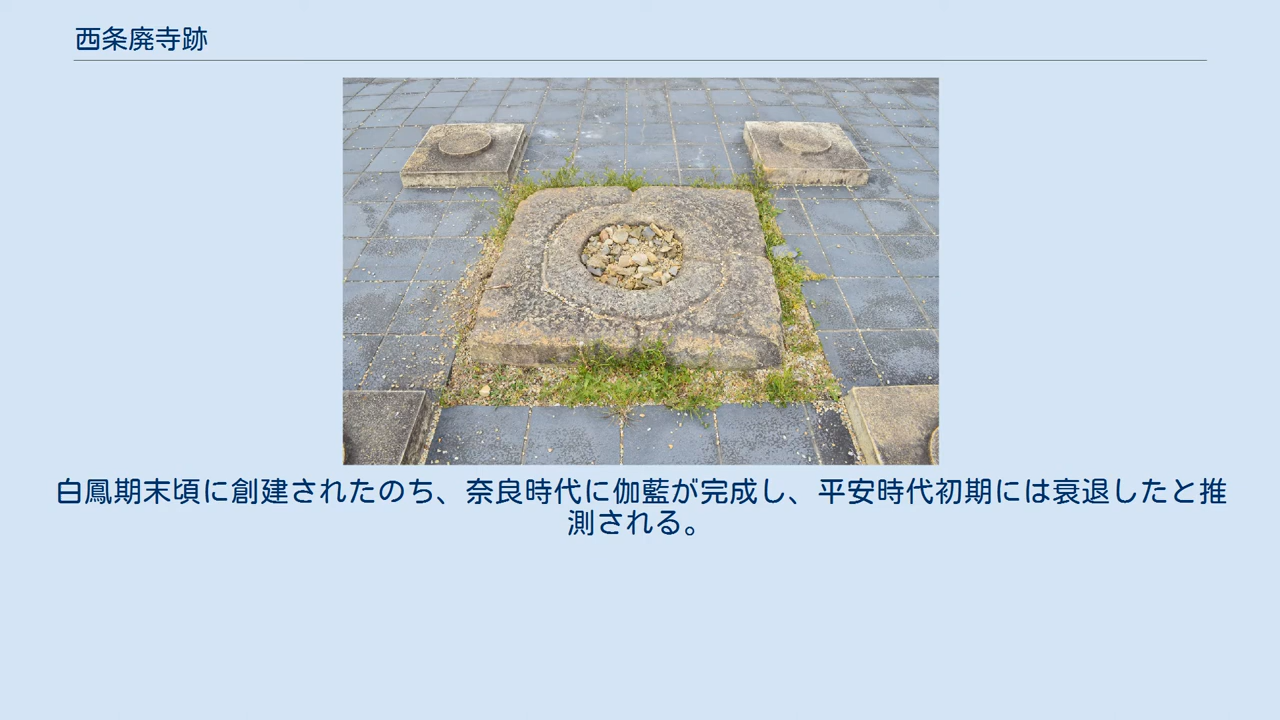 西条廃寺跡
白鳳期末頃に創建されたのち、奈良時代に伽藍が完成し、平安時代初期には衰退したと推
測される。